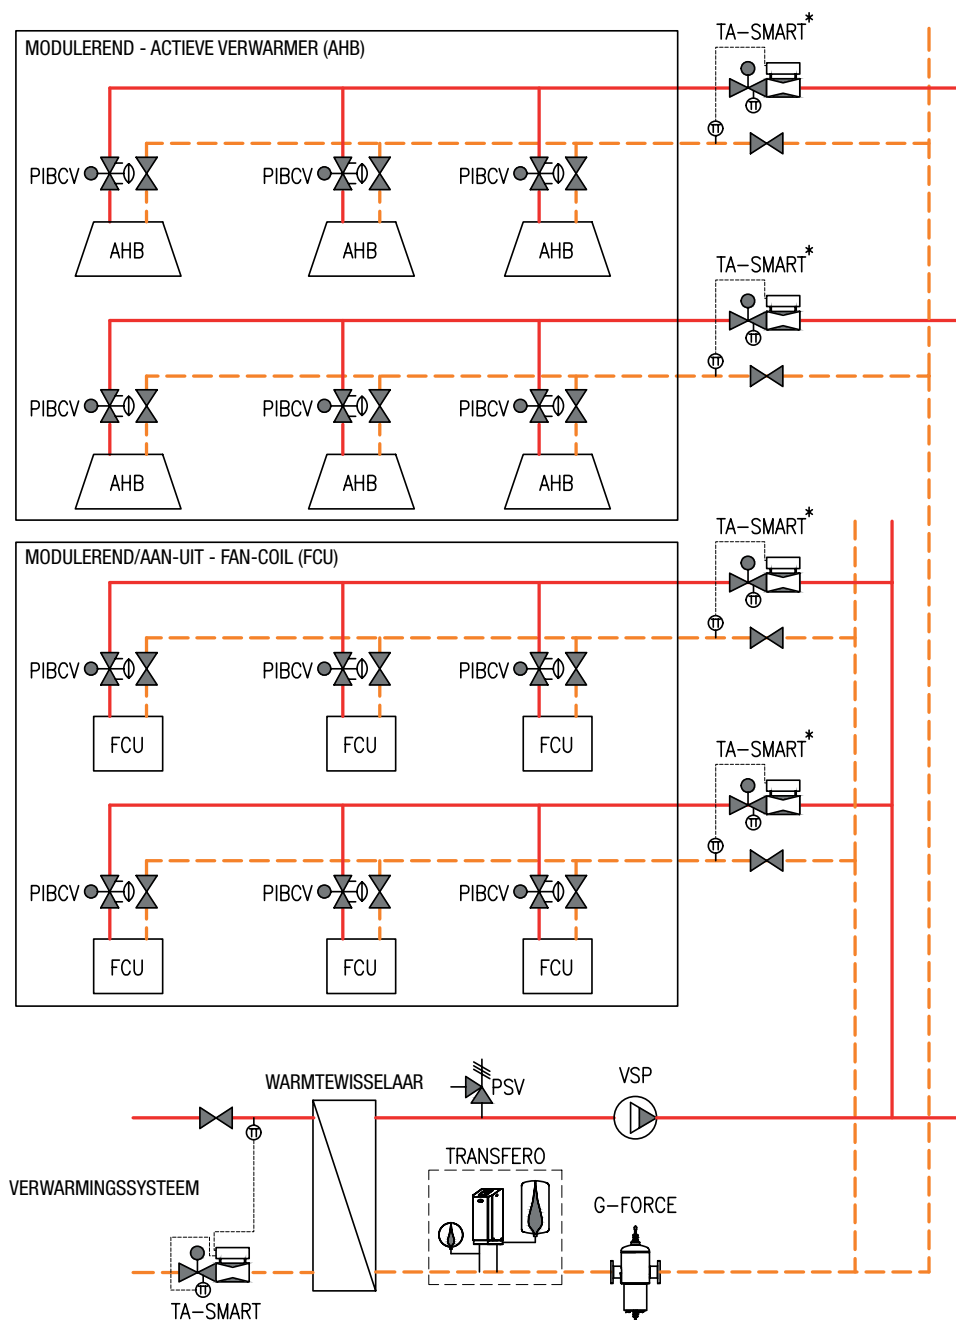 TA-SMART*
MODULEREND - ACTIEVE VERWARMER (AHB)
PIBCV PIBCV PIBCV
AHB AHB AHB
TA-SMART*
PIBCV PIBCV PIBCV
AHB AHB AHB
TA-SMART*
MODULEREND/AAN-UIT - FAN-COIL (FCU)
PIBCV PIBCV PIBCV
FCU FCU FCU
TA-SMART*
PIBCV PIBCV PIBCV
FCU FCU FCU
WARMTEWISSELAAR
PSV
VSP
TRANSFERO
VERWARMINGSSYSTEEM
G-FORCE
TA-SMART